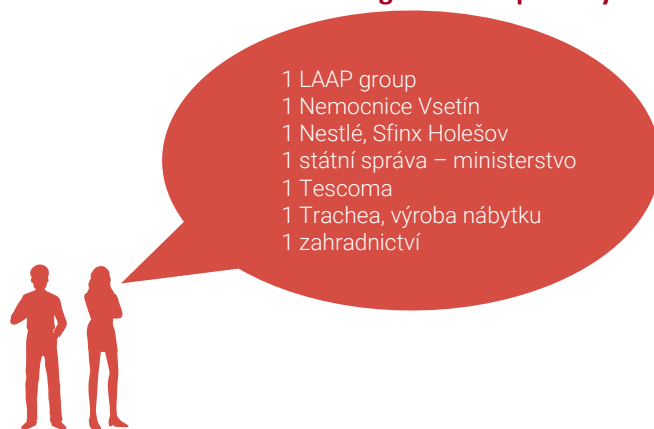 1 LAAP group
1 Nemocnice Vsetín
1 Nestlé, Sfinx Holešov
1 státní správa – ministerstvo
1 Tescoma
1 Trachea, výroba nábytku
1 zahradnictví